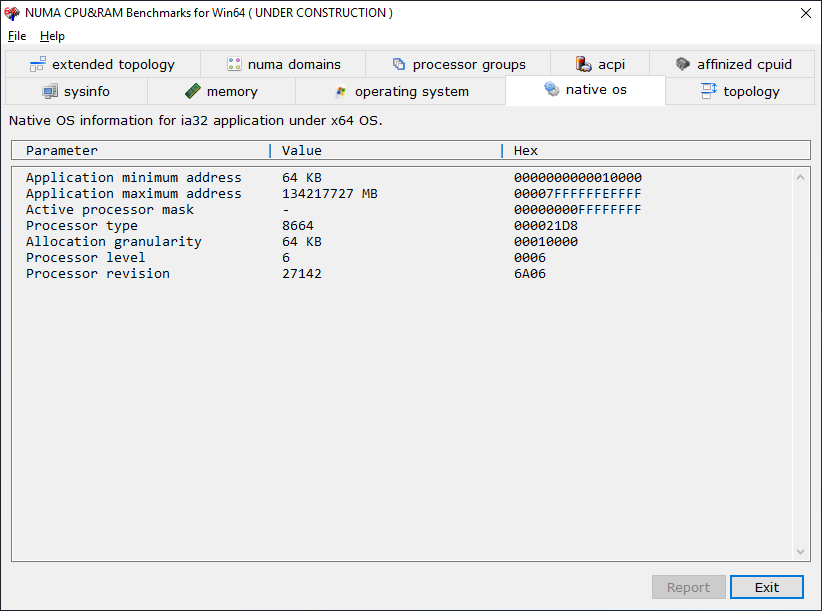 NUMA CPU&RAM Benchmarks for Win64 ( UNDER CONSTRUCTION )
File Help
extended topology numa domains processor groups acpi affinized cpuid
sysinfo memory operating system native os topology
Native OS information for ia32 application under x64 OS.
Parameter | Value | Hex
Application minimum address 64 KB 0000000000010000
Application maximum address 134217727 MB 00007FFFFFFEFFFF
Active processor mask - 00000000FFFFFFFF
Processor type 8664 000021D8
Allocation granularity 64 KB 00010000
Processor level 6 0006
Processor revision 27142 6A06
Report Exit